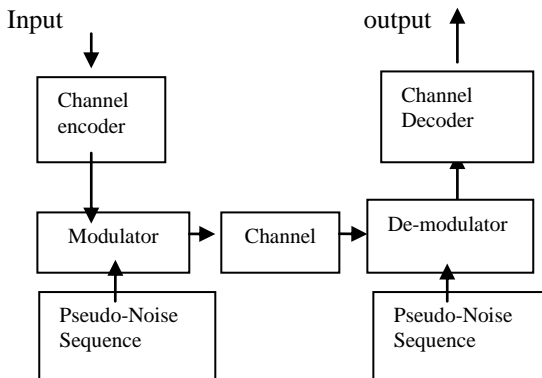 Input
output
Channel
encoder
Channel
Decoder
Modulator
Channel
De-modulator
Pseudo-Noise
Sequence
Pseudo-Noise
Sequence